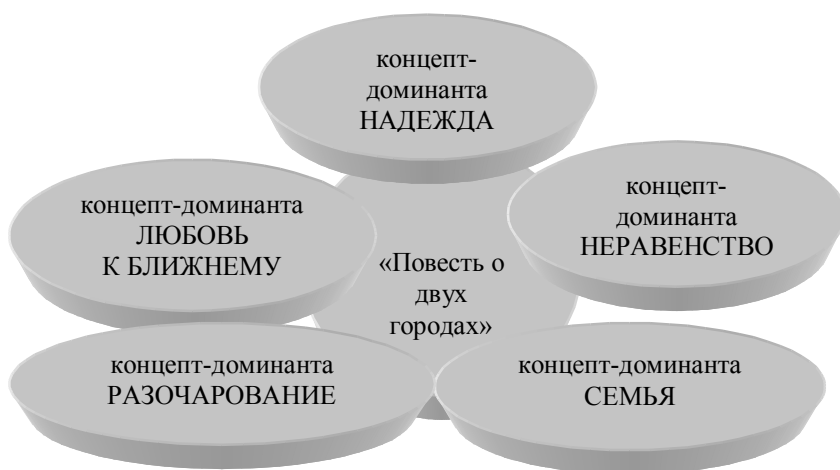 концепт-
доминанта
НАДЕЖДА
концепт-доминанта
ЛЮБОВЬ
К БЛИЖНЕМУ
концепт-
доминанта
НЕРАВЕНСТВО
«Повесть о
двух
городах»
концепт-доминанта
РАЗОЧАРОВАНИЕ
концепт-доминанта
СЕМЬЯ